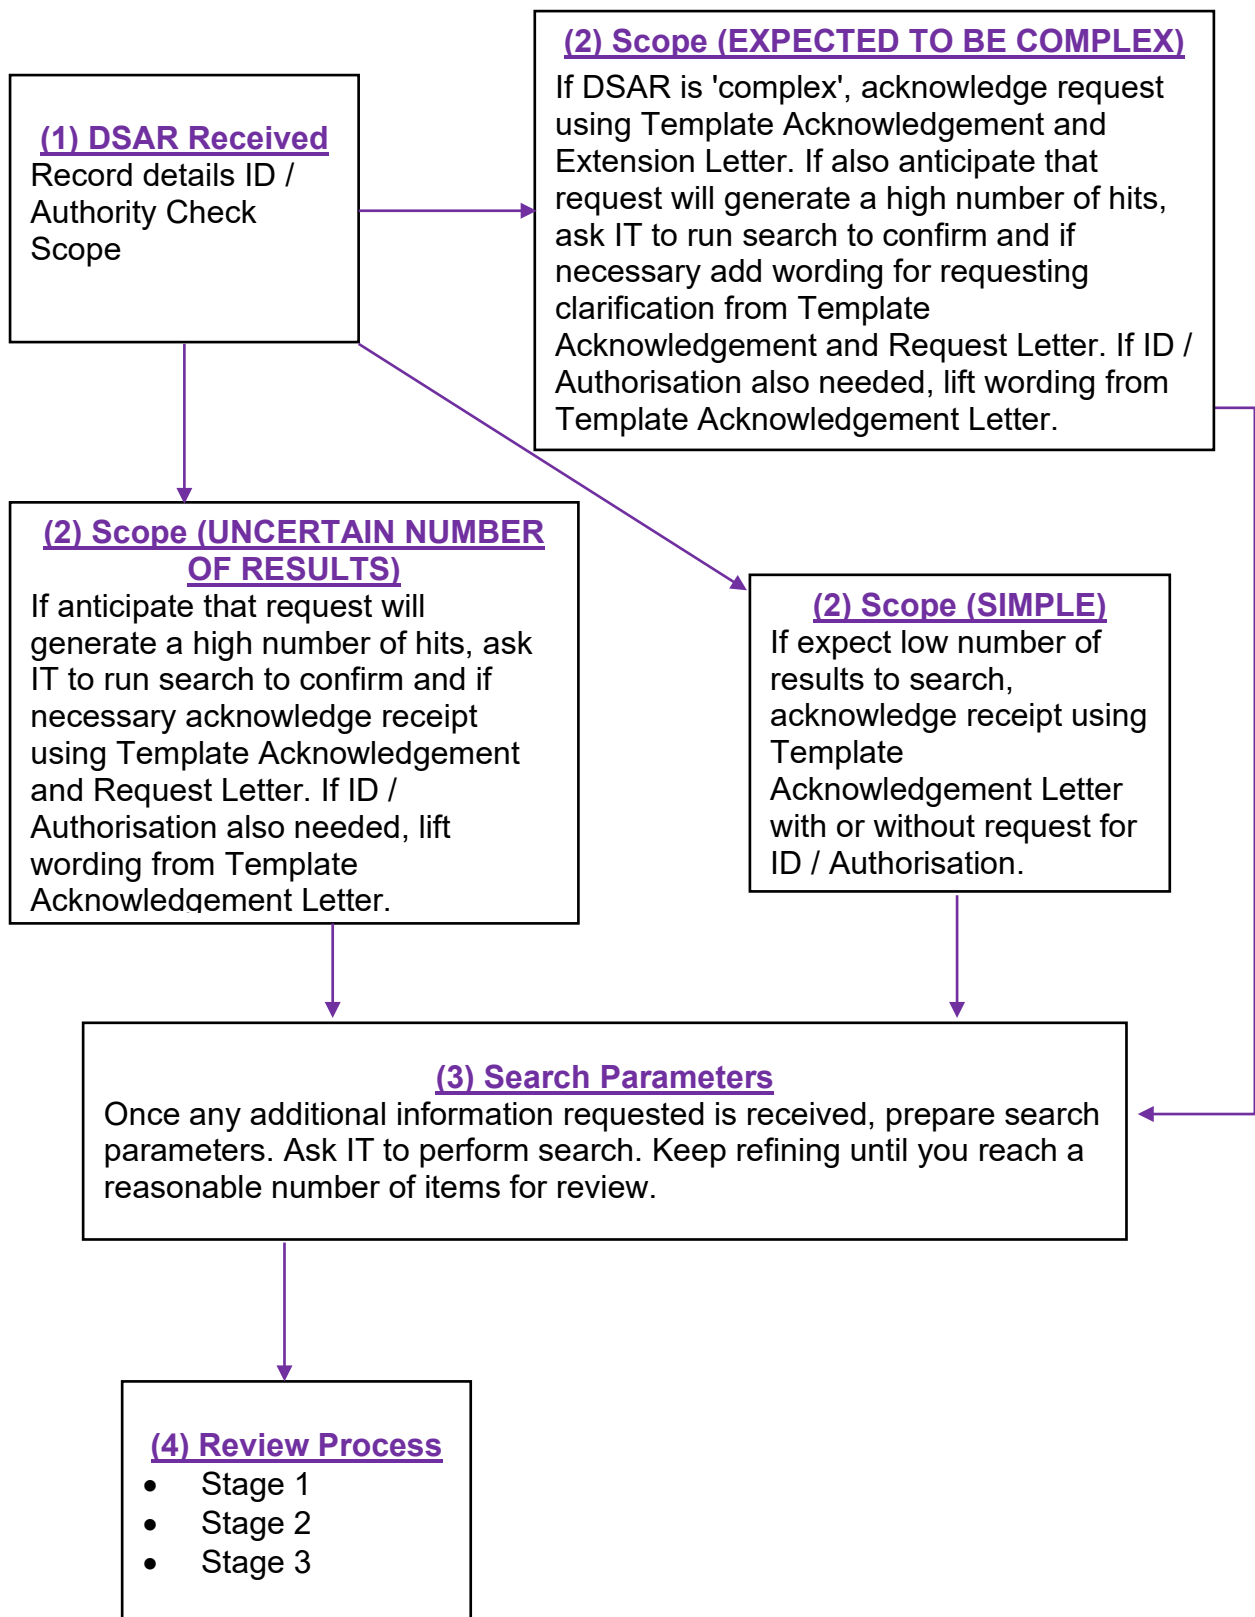 (1) DSAR Received
Record details ID /
Authority Check
Scope
(2) Scope (EXPECTED TO BE COMPLEX)
If DSAR is 'complex', acknowledge request
using Template Acknowledgement and
Extension Letter. If also anticipate that
request will generate a high number of hits,
ask IT to run search to confirm and if
necessary add wording for requesting
clarification from Template
Acknowledgement and Request Letter. If ID /
Authorisation also needed, lift wording from
Template Acknowledgement Letter.
(2) Scope (UNCERTAIN NUMBER
OF RESULTS)
If anticipate that request will
generate a high number of hits, ask
IT to run search to confirm and if
necessary acknowledge receipt
using Template Acknowledgement
and Request Letter. If ID /
Authorisation also needed, lift
wording from Template
Acknowledgement Letter.
(2) Scope (SIMPLE)
If expect low number of
results to search,
acknowledge receipt using
Template
Acknowledgement Letter
with or without request for
ID / Authorisation.
(3) Search Parameters
Once any additional information requested is received, prepare search
parameters. Ask IT to perform search. Keep refining until you reach a
reasonable number of items for review.
(4) Review Process
• Stage 1
• Stage 2
• Stage 3